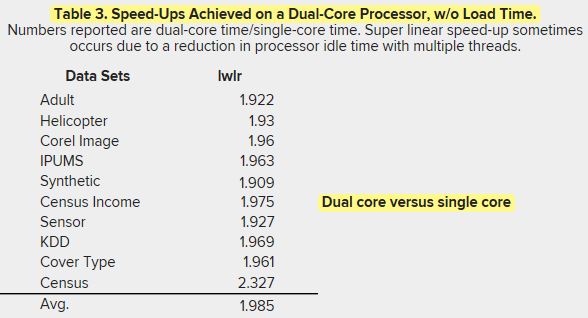 Table 3. Speed-Ups Achieved on a Dual-Core Processor, w/o Load Time.
Numbers reported are dual-core time/single-core time. Super linear speed-up sometimes
occurs due to a reduction in processor idle time with multiple threads.
Data Sets lwlr
Adult 1.922
Helicopter 1.93
Corel Image 1.96
IPUMS 1.963
Synthetic 1.909
Census Income 1.975 Dual core versus single core
Sensor 1.927
KDD 1.969
Cover Type 1.961
Census 2.327
Avg. 1.985